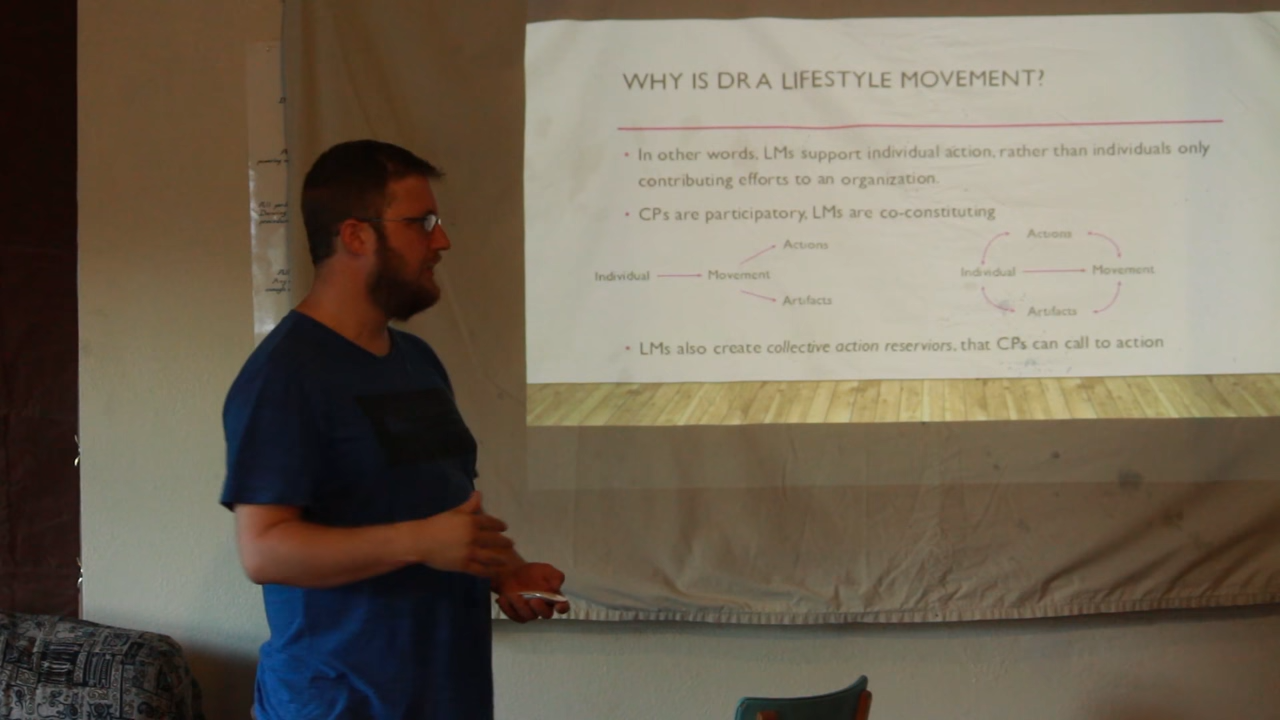 WHY IS DR A LIFESTYLE MOVEMENT?
• In other words, LMs support individual action, rather than individuals only
contributing efforts to an organization.
• CPs are participatory, LMs are co-constituting
Actions
Individual
Movement
Artifacts
Actions
Individual
Movement
Artifacts
• LMs also create collective action reserviors, that CPs can call to action